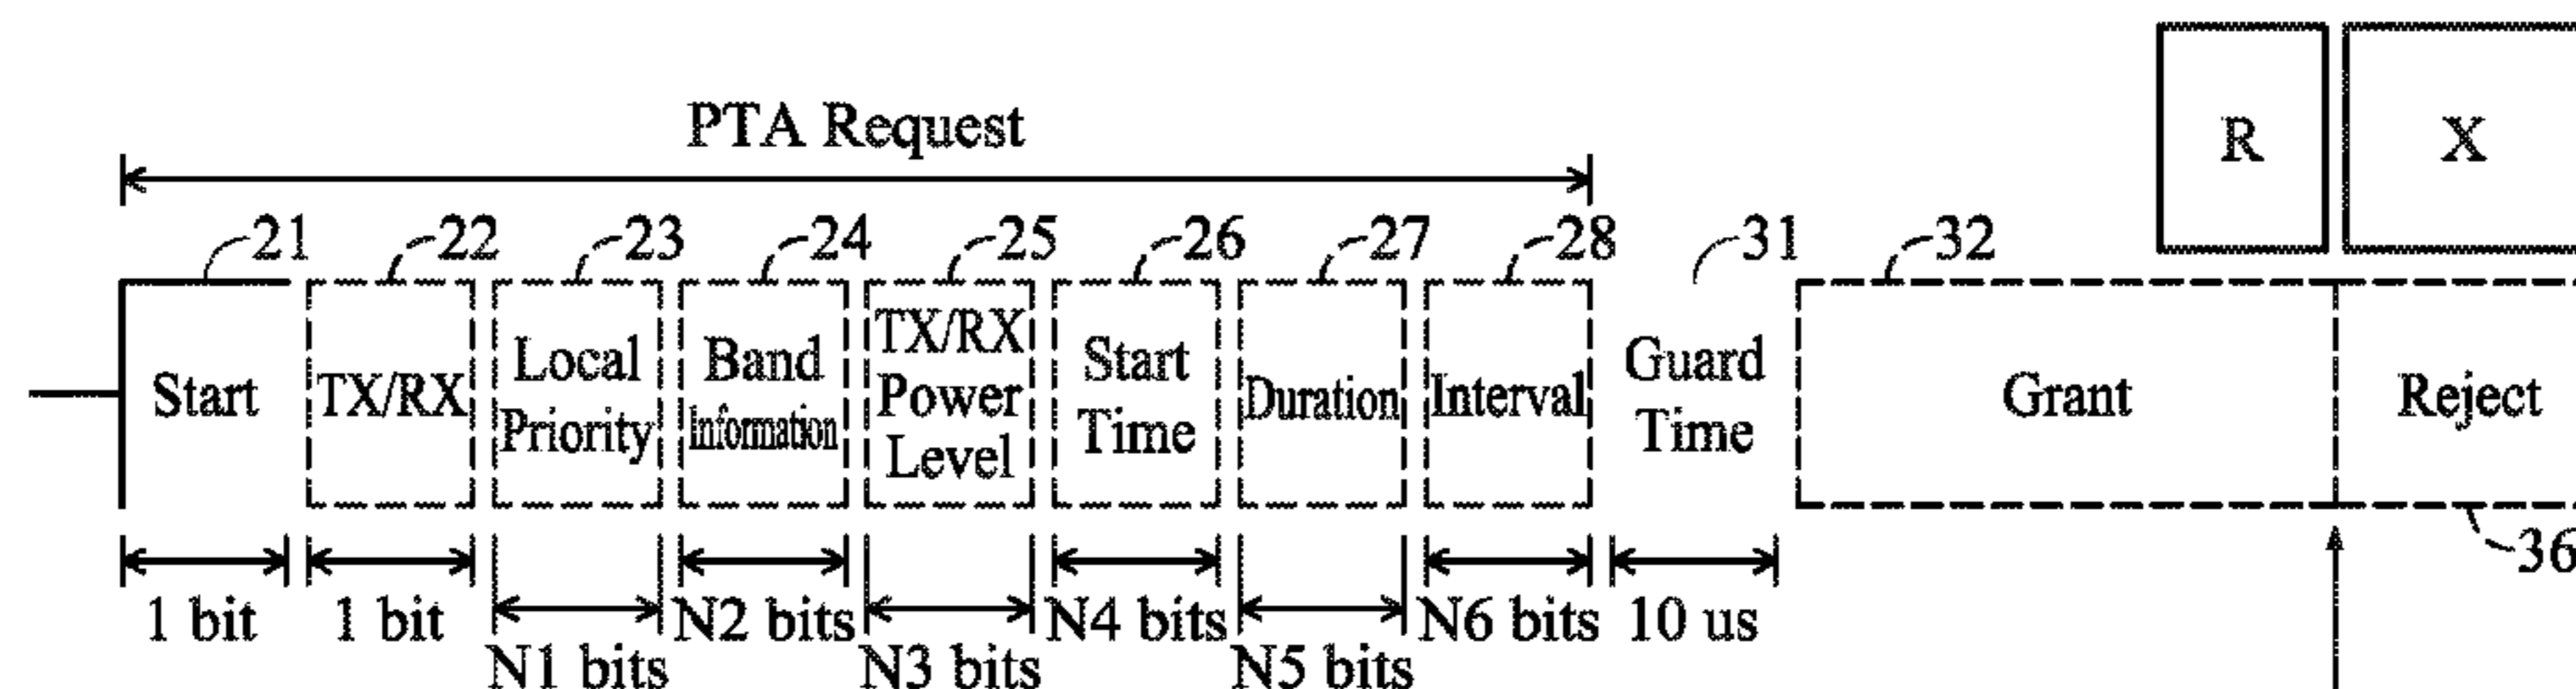 PTA Request
R
X
21
22
23
24
25
26
27
28
31
32
Start
TX/RX
Local
Priority
Band
Information
TX/RX
Power
Level
Start
Time
Duration
Interval
Guard
Time
Grant
Reject
36
1 bit
1 bit
N1 bits
N2 bits
N3 bits
N4 bits
N5 bits
N6 bits
10 us